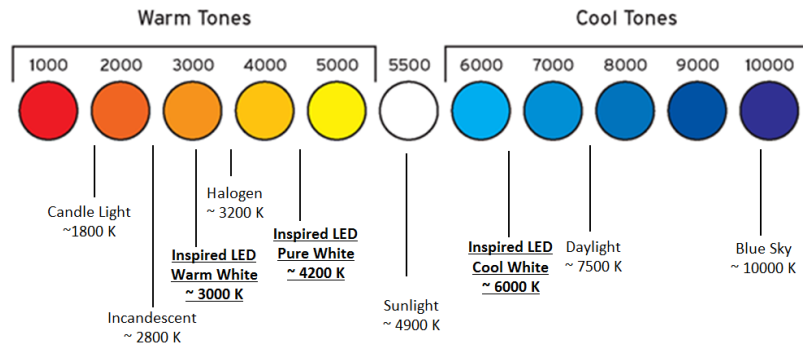 Warm Tones
Cool Tones
1000 2000 3000 4000 5000 5500 6000 7000 8000 9000 10000
Candle Light
~1800 K
Incandescent
~ 2800 K
Inspired LED
Warm White
~ 3000 K
Halogen
~ 3200 K
Inspired LED
Pure White
~ 4200 K
Sunlight
~ 4900 K
Inspired LED
Cool White
~ 6000 K
Daylight
~ 7500 K
Blue Sky
~ 10000 K